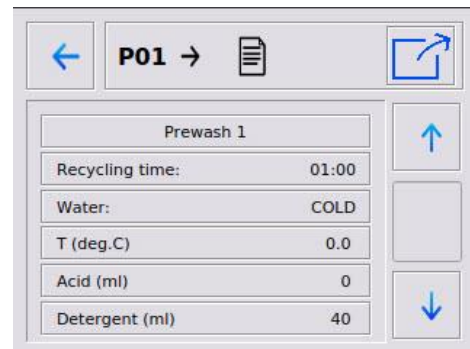 P01 →
Prewash 1
Recycling time: 01:00
Water: COLD
T (deg.C) 0.0
Acid (ml) 0
Detergent (ml) 40